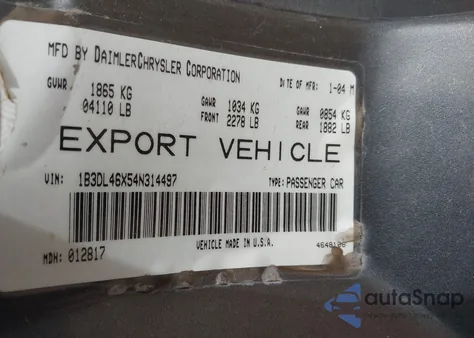 MFD BY DAIMLERCHRYSLER CORPORATION
DATE OF MFR: 1-04 M
GVWR 1865 KG
04110 LB
GAWR FRONT 1034 KG
2278 LB
GAWR REAR 0854 KG
1882 LB
EXPORT VEHICLE
VIN: 1B3DL46X54N314497 TYPE: PASSENGER CAR
VEHICLE MADE IN U.S.A.
MDH: 012817
autoSnap